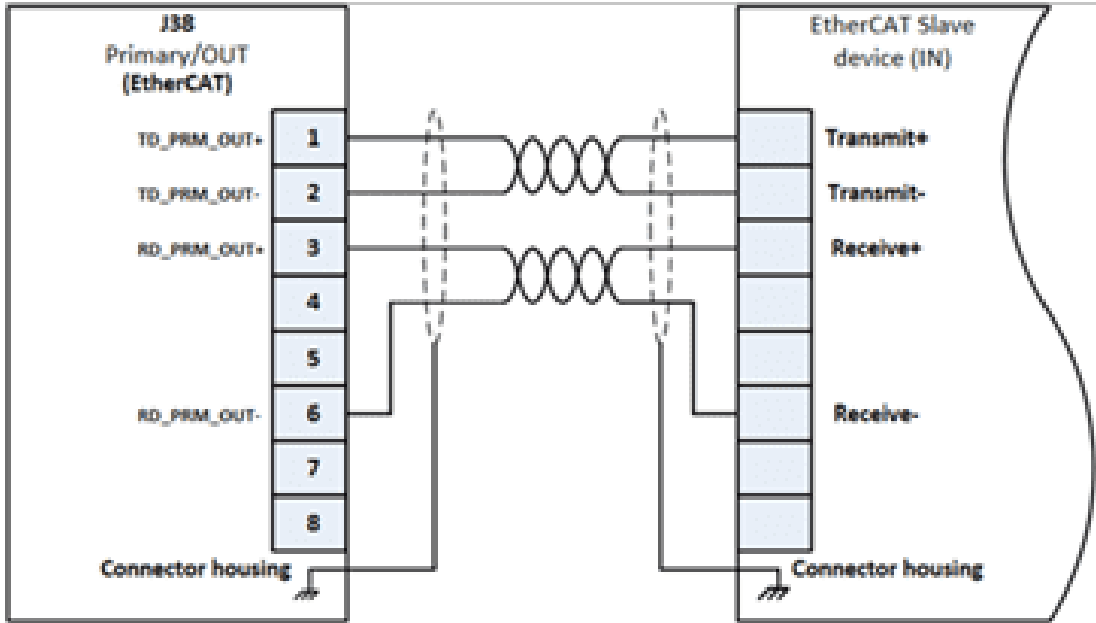 J38
Primary/OUT
(EtherCAT)
EtherCAT Slave
device (IN)
TD_PRM_OUT+
1
Transmit+
TD_PRM_OUT-
2
Transmit-
RD_PRM_OUT+
3
Receive+
4
5
RD_PRM_OUT-
6
Receive-
7
8
Connector housing
Connector housing